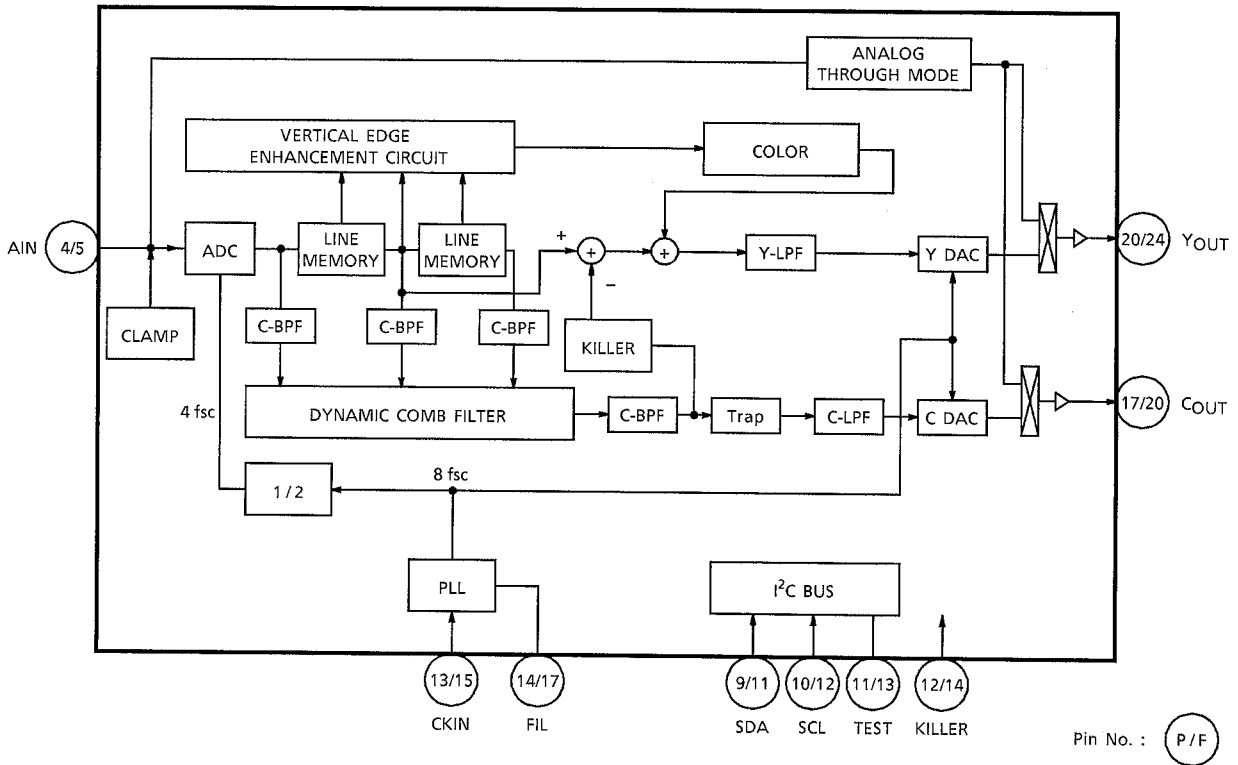 ANALOG
THROUGH MODE
VERTICAL EDGE
ENHANCEMENT CIRCUIT
COLOR
AIN
4/5
ADC
LINE
MEMORY
LINE
MEMORY
+
+
+
−
Y-LPF
Y DAC
20/24
YOUT
CLAMP
C-BPF
C-BPF
C-BPF
KILLER
4 fsc
DYNAMIC COMB FILTER
C-BPF
Trap
C-LPF
C DAC
17/20
COUT
1/2
8 fsc
PLL
I²C BUS
13/15
14/17
9/11
10/12
11/13
12/14
CKIN
FIL
SDA
SCL
TEST
KILLER
Pin No. : P/F